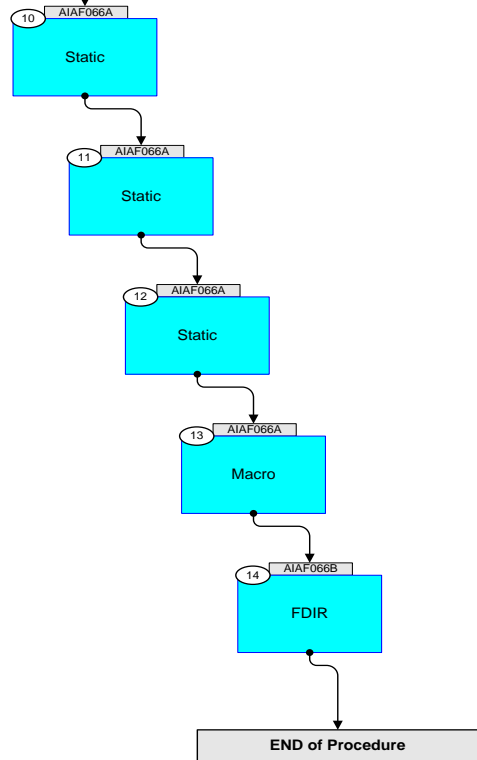 AIAF066A
10
Static
AIAF066A
11
Static
AIAF066A
12
Static
AIAF066A
13
Macro
AIAF066B
14
FDIR
END of Procedure